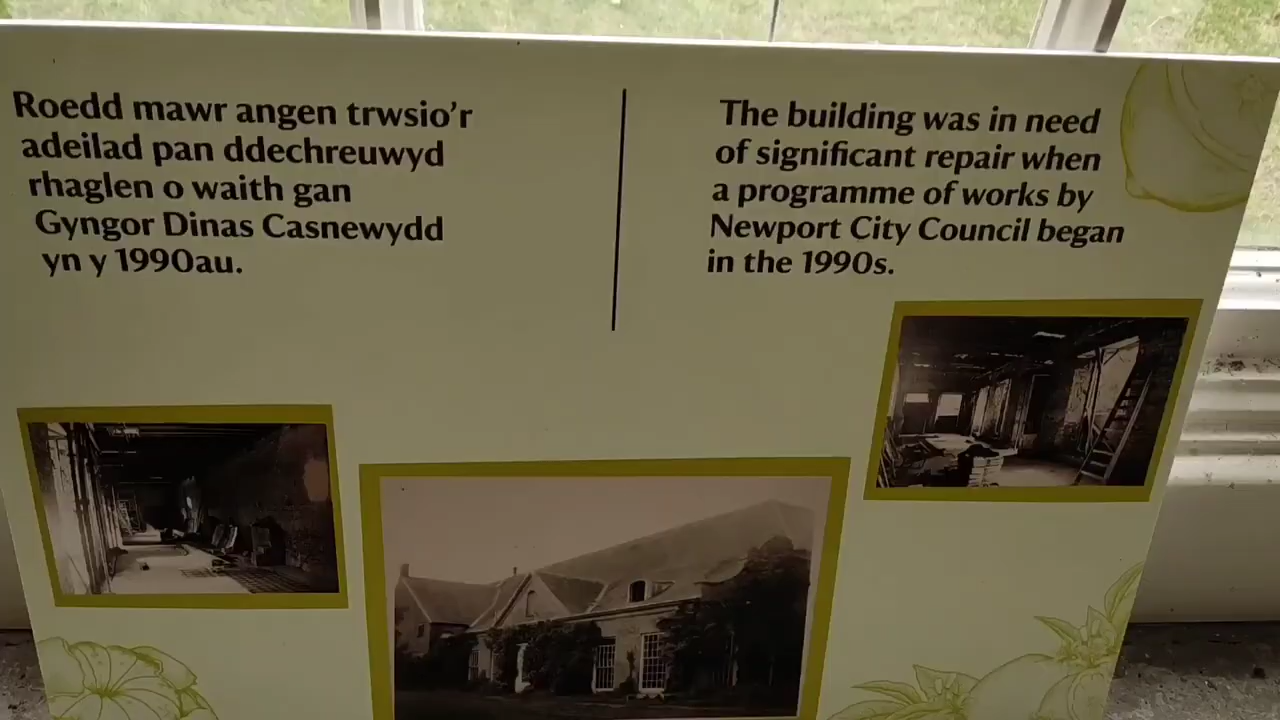 Roedd mawr angen trwsio'r
adeilad pan ddechreuwyd
rhaglen o waith gan
Gyngor Dinas Casnewydd
yn y 1990au.
The building was in need
of significant repair when
a programme of works by
Newport City Council began
in the 1990s.